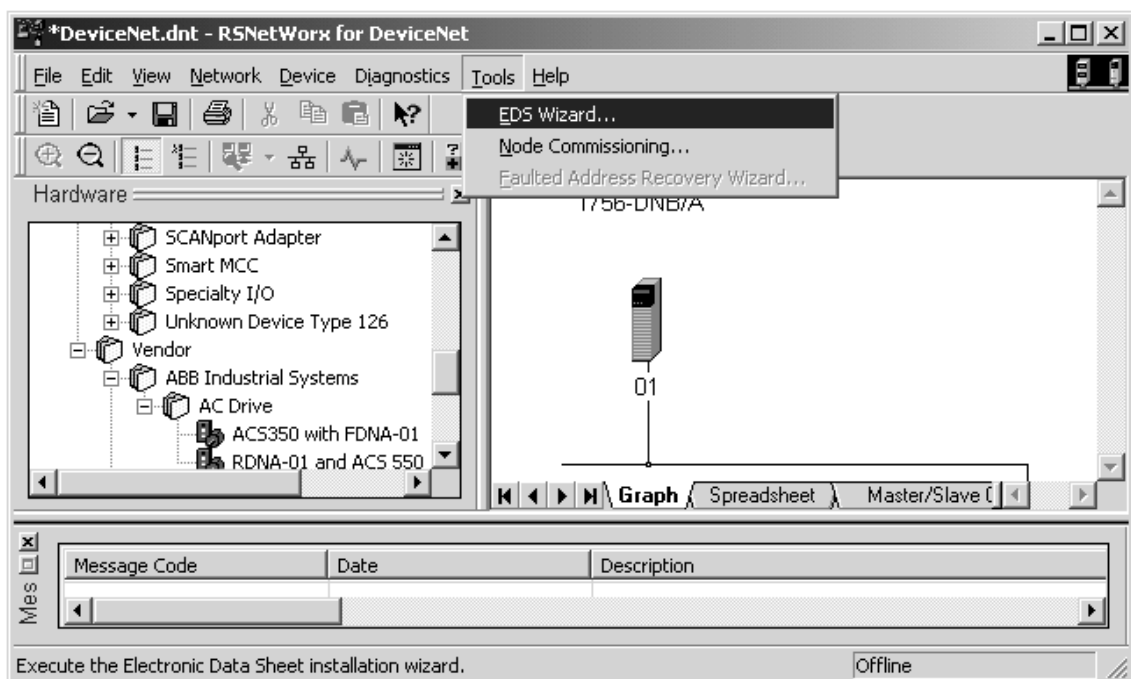 *DeviceNet.dnt - RSNetWorx for DeviceNet
File Edit View Network Device Diagnostics Tools Help
EDS Wizard...
Node Commissioning...
Faulted Address Recovery Wizard...
Hardware
1756-DNB/A
SCANport Adapter
Smart MCC
Specialty I/O
Unknown Device Type 126
Vendor
ABB Industrial Systems
AC Drive
ACS350 with FDNA-01
RDNA-01 and ACS 550
01
Graph Spreadsheet Master/Slave C
Mes
Message Code Date Description
Execute the Electronic Data Sheet installation wizard. Offline